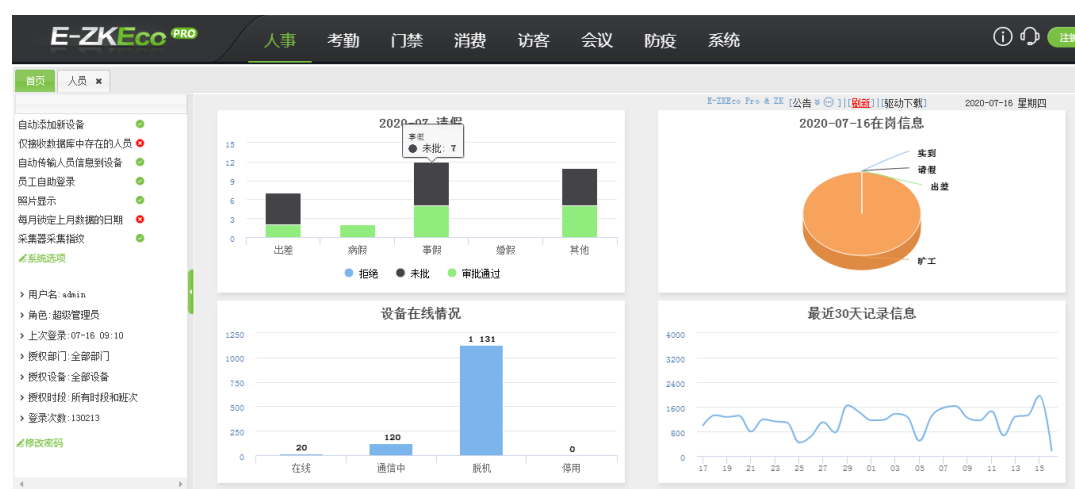 E-ZKEco PRO
人事 考勤 门禁 消费 访客 会议 防疫 系统
首页 人员 ✖
E-ZKEco Pro & ZK [公告 ] | [刷新] | [驱动下载] 2020-07-16 星期四
自动添加新设备
仅接收数据库中存在的人员
自动传输人员信息到设备
员工自助登录
照片显示
每月锁定上月数据的日期
采集器采集指纹
系统选项
用户名:admin
角色:超级管理员
上次登录:07-16 09:10
授权部门:全部部门
授权设备:全部设备
授权时段:所有时段和班次
登录次数:130213
修改密码
2020-07 请假
事假
● 未批: 7
15
12
9
6
3
0
出差 病假 事假 婚假 其他
拒绝 未批 审批通过
2020-07-16在岗信息
实到
请假
出差
旷工
设备在线情况
1250
1000
750
500
250
0
20 120 1 131 0
在线 通信中 脱机 停用
最近30天记录信息
4000
3200
2400
1600
800
0
17 19 21 23 25 27 29 01 03 05 07 09 11 13 15